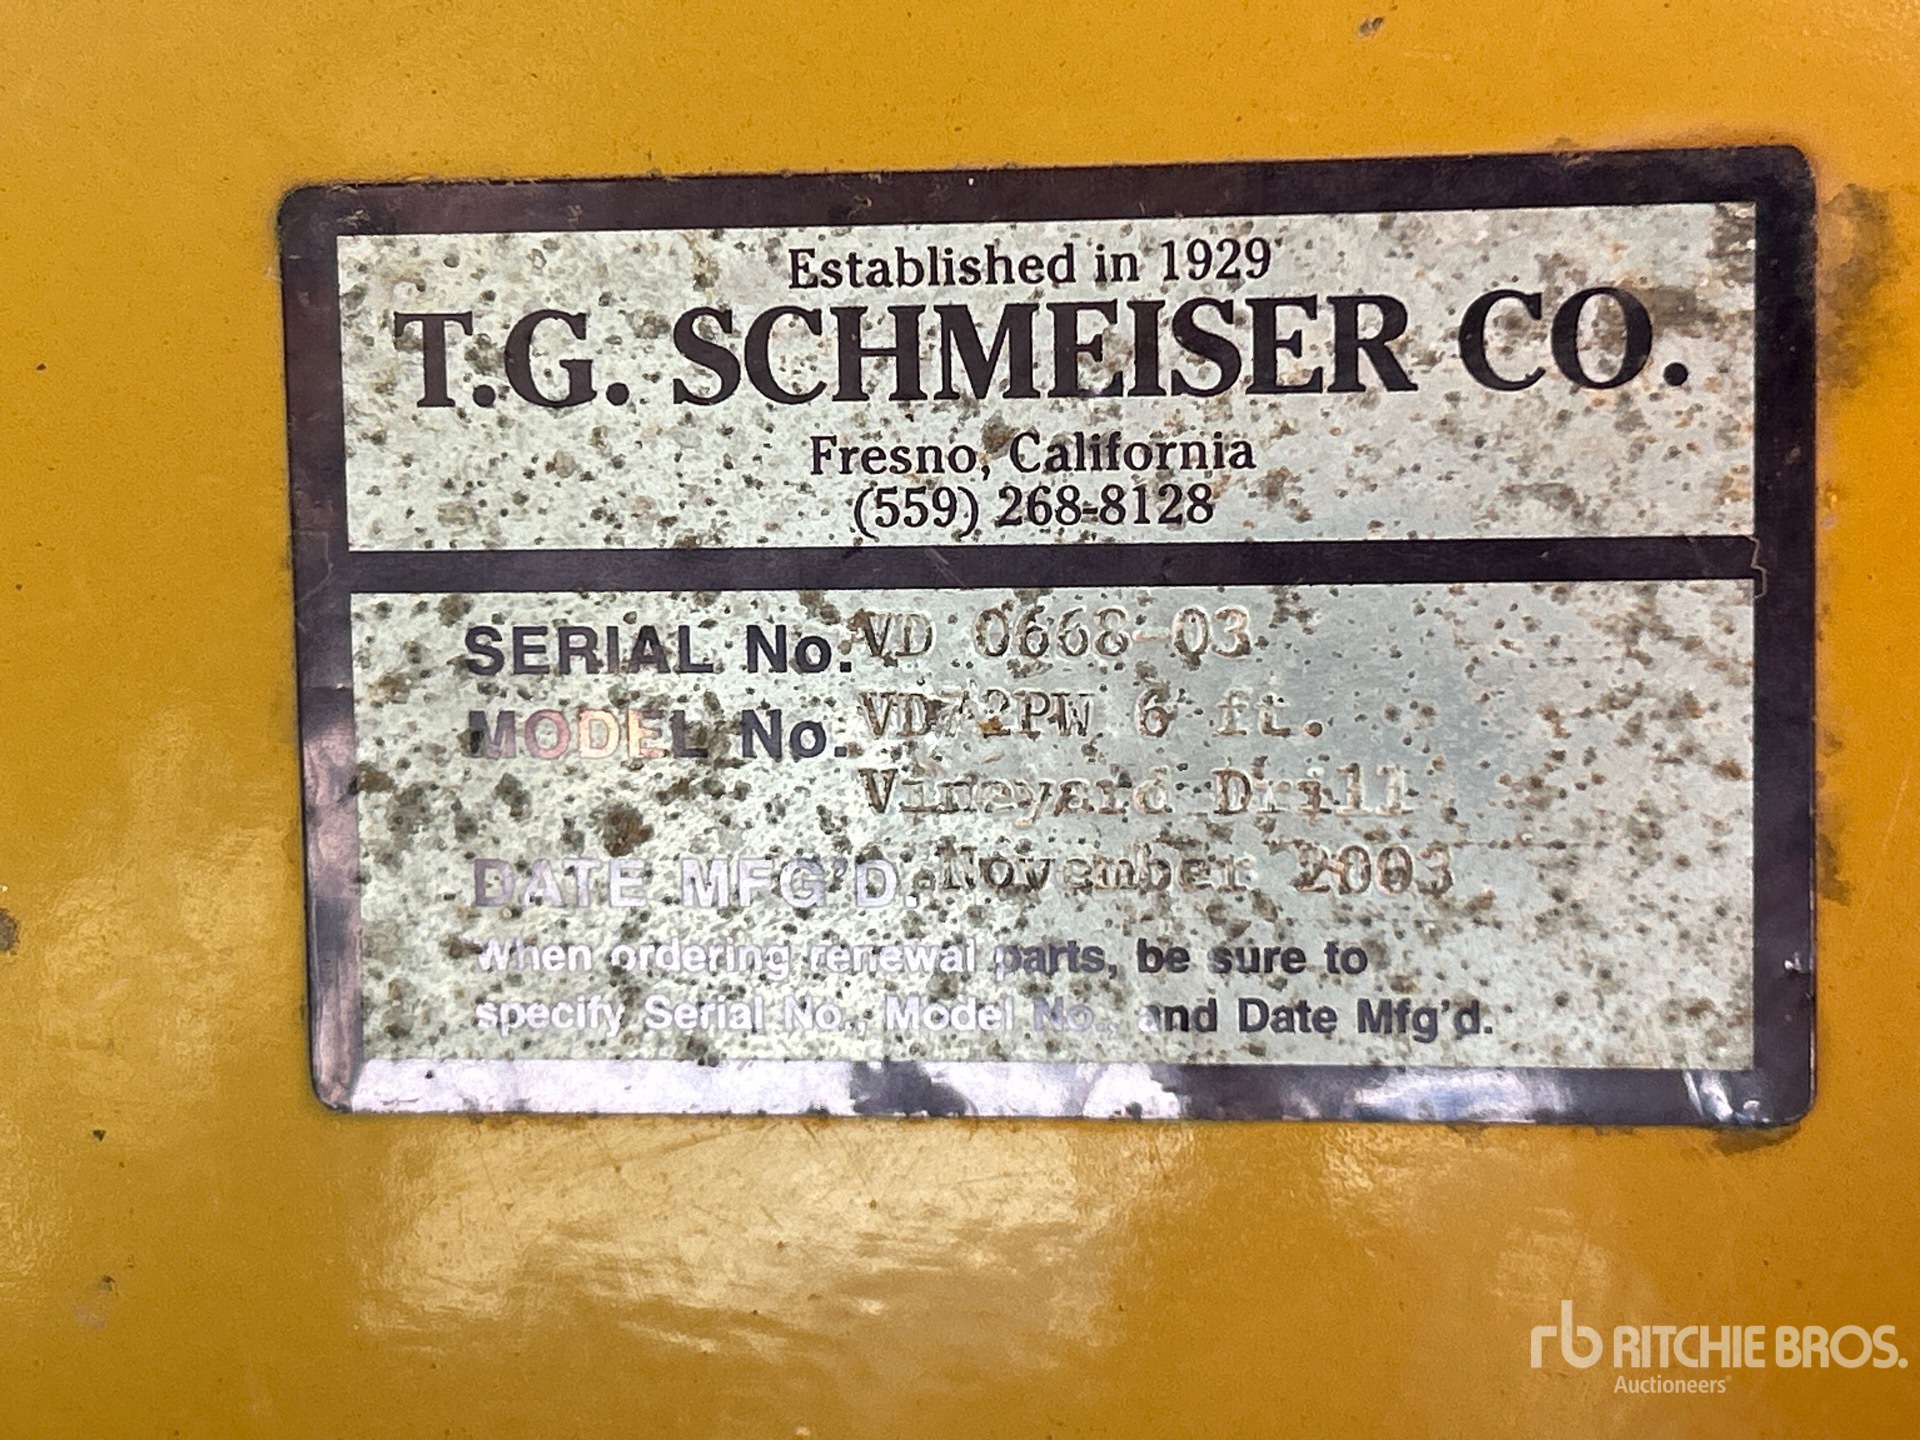 Established in 1929
T.G. SCHMEISER CO.
Fresno, California
(559) 268-8128
SERIAL No. VD 0668-03
MODEL No. VD72PW 6 ft.
Vineyard Drill
DATE MFG'D. November 2003
When ordering renewal parts, be sure to
specify Serial No., Model No., and Date Mfg'd.
rb RITCHIE BROS.
Auctioneers